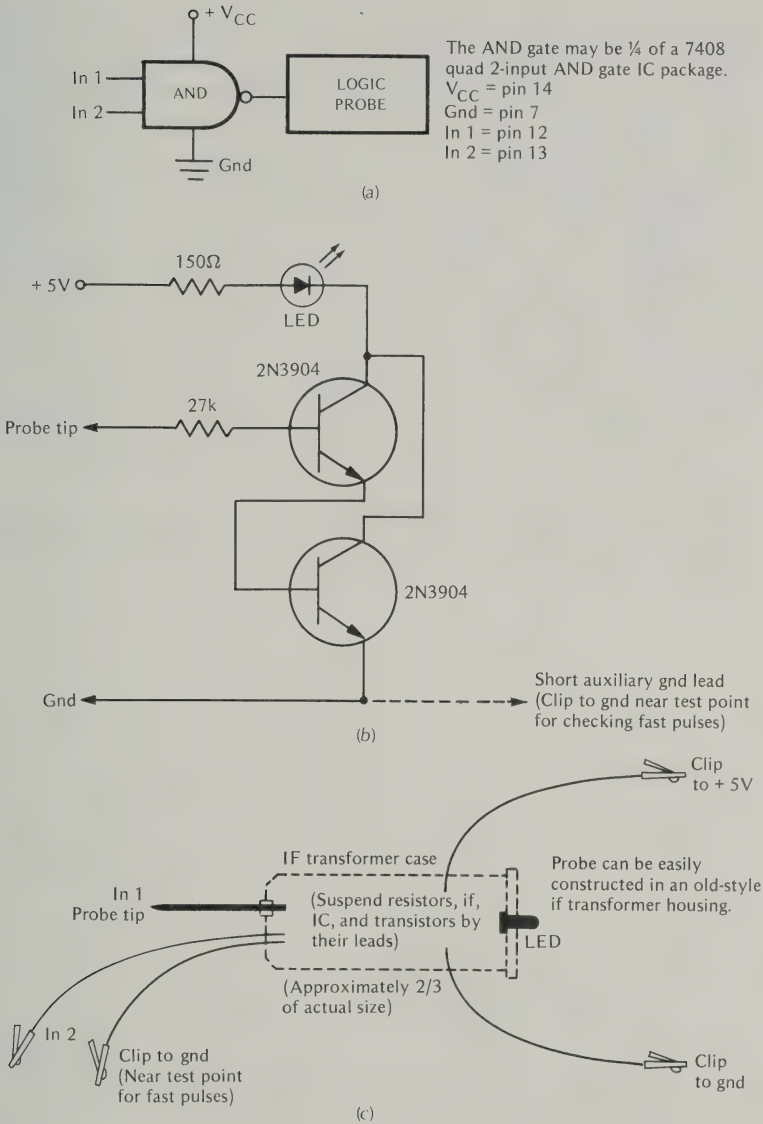 + VCC
In 1
In 2
AND
LOGIC
PROBE
Gnd
The AND gate may be ¼ of a 7408
quad 2-input AND gate IC package.
VCC = pin 14
Gnd = pin 7
In 1 = pin 12
In 2 = pin 13
(a)
+ 5V
150Ω
LED
2N3904
27k
Probe tip
2N3904
Gnd
Short auxiliary gnd lead
(Clip to gnd near test point
for checking fast pulses)
(b)
Clip
to + 5V
IF transformer case
In 1
Probe tip
(Suspend resistors, if,
IC, and transistors by
their leads)
Probe can be easily
constructed in an old-style
if transformer housing.
LED
(Approximately 2/3
of actual size)
In 2
Clip to gnd
(Near test point
for fast pulses)
Clip
to gnd
(c)